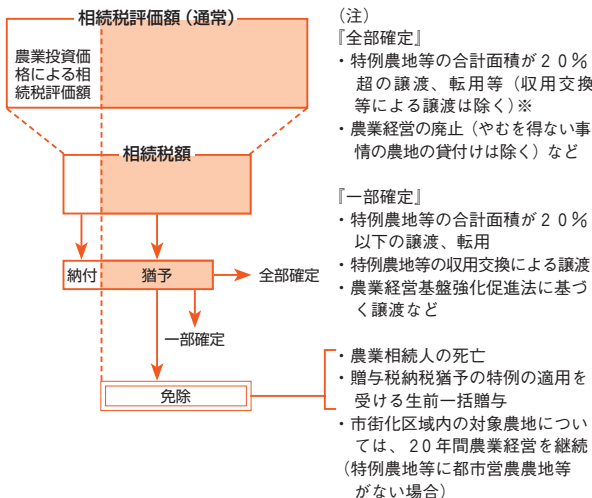 相続税評価額（通常）
農業投資価
格による相
続税評価額
相続税額
納付
猶予
全部確定
一部確定
免除
（注）
『全部確定』
・特例農地等の合計面積が２０％
超の譲渡、転用等（収用交換
等による譲渡は除く）※
・農業経営の廃止（やむを得ない事
情の農地の貸付けは除く）など
『一部確定』
・特例農地等の合計面積が２０％
以下の譲渡、転用
・特例農地等の収用交換による譲渡
・農業経営基盤強化促進法に基づ
く譲渡など
・農業相続人の死亡
・贈与税納税猶予の特例の適用を
受ける生前一括贈与
・市街化区域内の対象農地につい
ては、２０年間農業経営を継続
（特例農地等に都市営農農地等
がない場合）